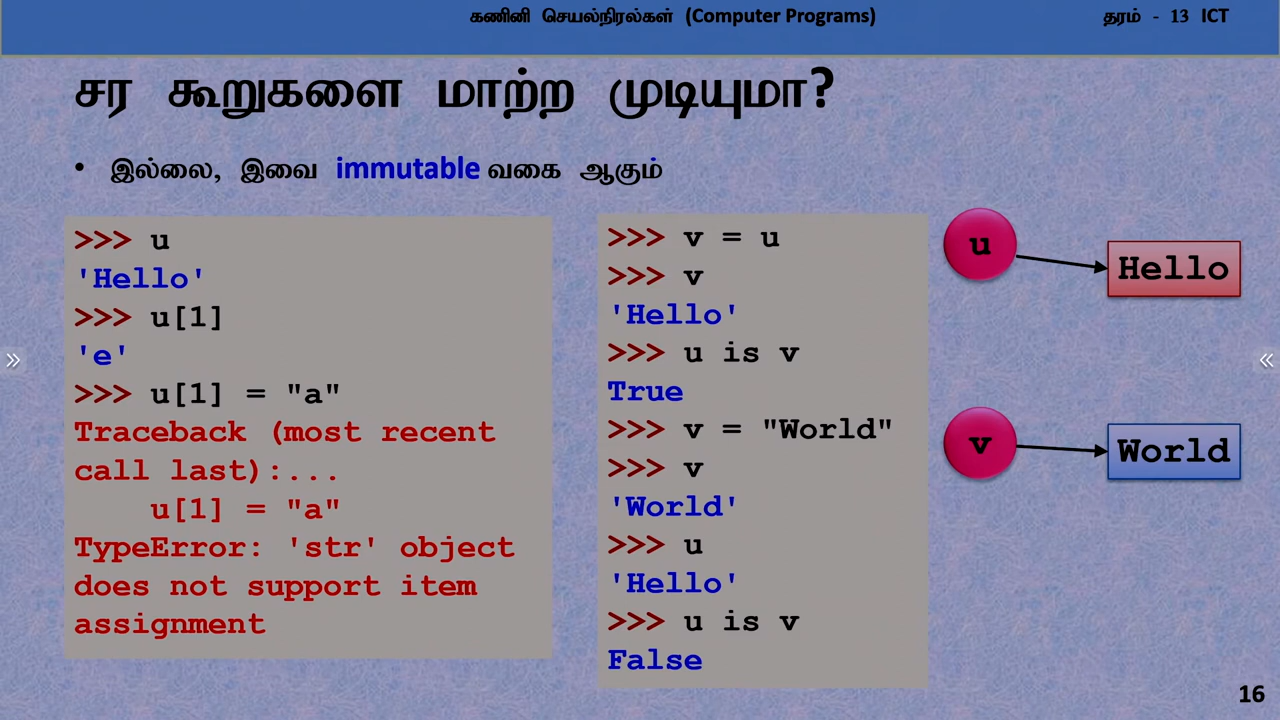 கணினி செயல்நிரல்கள் (Computer Programs)
தரம் - 13 ICT
சர கூறுகளை மாற்ற முடியுமா?
• இல்லை, இவை immutable வகை ஆகும்
>>> u
'Hello'
>>> u[1]
'e'
>>> u[1] = "a"
Traceback (most recent
call last):...
    u[1] = "a"
TypeError: 'str' object
does not support item
assignment
>>> v = u
>>> v
'Hello'
>>> u is v
True
>>> v = "World"
>>> v
'World'
>>> u
'Hello'
>>> u is v
False
u
Hello
v
World
16